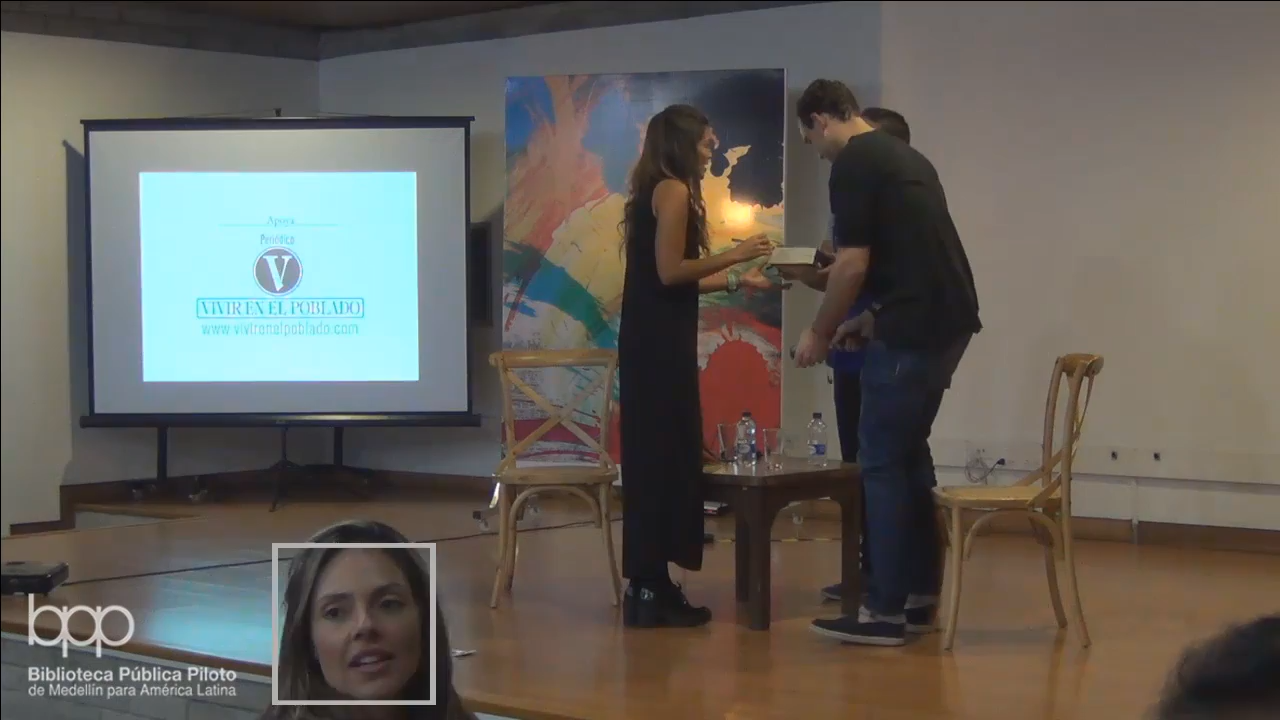 Apoya
Periódico
V
VIVIR EN EL POBLADO
www.vivirenelpoblado.com
bpp
Biblioteca Pública Piloto
de Medellín para América Latina